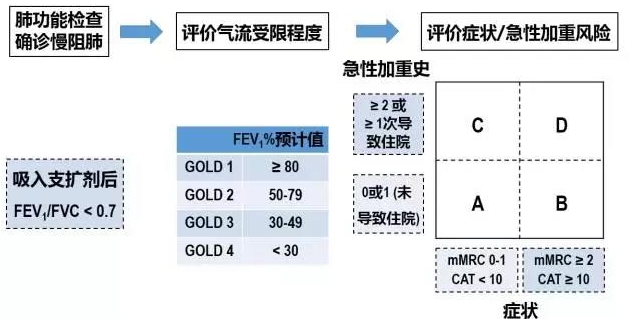 肺功能检查
确诊慢阻肺
评价气流受限程度
评价症状/急性加重风险
急性加重史
≥ 2 或
≥ 1次导
致住院
C
D
FEV1%预计值
GOLD 1
≥ 80
GOLD 2
50-79
GOLD 3
30-49
GOLD 4
< 30
吸入支扩剂后
FEV1/FVC < 0.7
0或1 (未
导致住院)
A
B
mMRC 0-1
CAT < 10
mMRC ≥ 2
CAT ≥ 10
症状